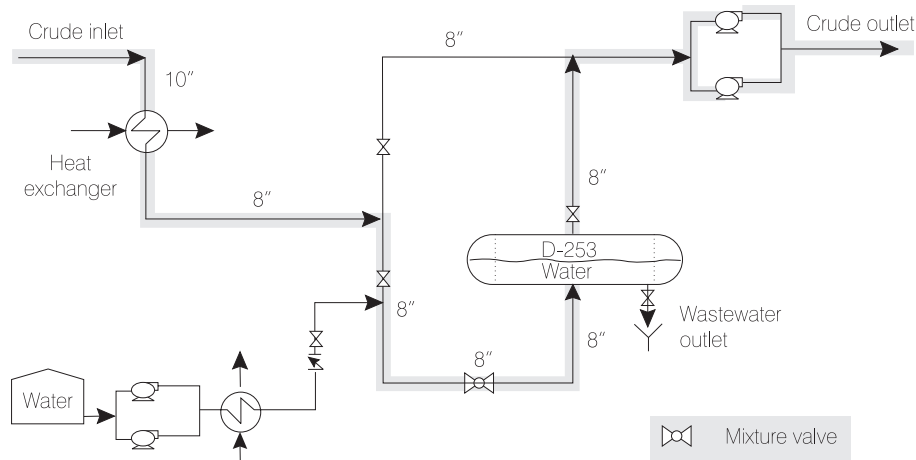 Crude inlet
10″
Heat
exchanger
8″
8″
8″
D-253
Water
8″
8″
8″
Crude outlet
Wastewater
outlet
Water
Mixture valve